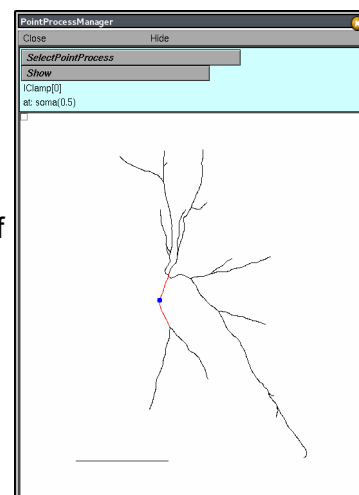 PointProcessManager
Close Hide
SelectPointProcess
Show
IClamp[0]
at: soma(0.5)
f